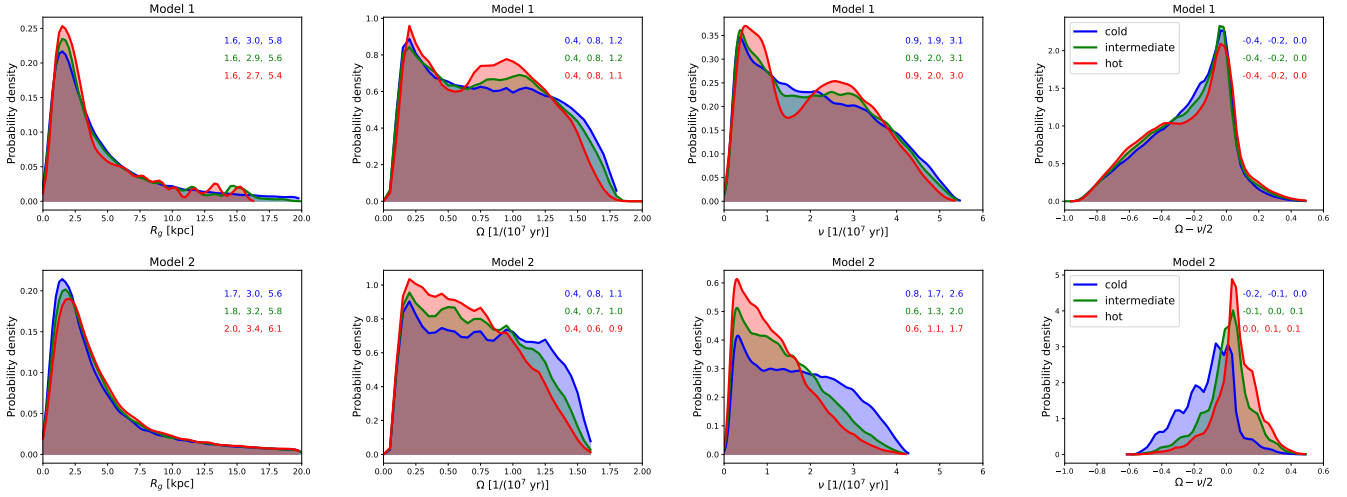 Model 1
Probability density
0.25
0.20
0.15
0.10
0.05
0.00
1.6, 3.0, 5.8
1.6, 2.9, 5.6
1.6, 2.7, 5.4
0.0 2.5 5.0 7.5 10.0 12.5 15.0 17.5 20.0
R_g [kpc]
Model 1
Probability density
1.0
0.8
0.6
0.4
0.2
0.0
0.4, 0.8, 1.2
0.4, 0.8, 1.2
0.4, 0.8, 1.1
0.00 0.25 0.50 0.75 1.00 1.25 1.50 1.75 2.00
Ω [1/(10^7 yr)]
Model 1
Probability density
0.35
0.30
0.25
0.20
0.15
0.10
0.05
0.00
0.9, 1.9, 3.1
0.9, 2.0, 3.1
0.9, 2.0, 3.0
0 1 2 3 4 5 6
ν [1/(10^7 yr)]
Model 1
Probability density
2.0
1.5
1.0
0.5
0.0
cold
intermediate
hot
-0.4, -0.2, 0.0
-0.4, -0.2, 0.0
-0.4, -0.2, 0.0
−1.0 −0.8 −0.6 −0.4 −0.2 0.0 0.2 0.4 0.6
Ω − ν/2
Model 2
Probability density
0.20
0.15
0.10
0.05
0.00
1.7, 3.0, 5.6
1.8, 3.2, 5.8
2.0, 3.4, 6.1
0.0 2.5 5.0 7.5 10.0 12.5 15.0 17.5 20.0
R_g [kpc]
Model 2
Probability density
1.0
0.8
0.6
0.4
0.2
0.0
0.4, 0.8, 1.1
0.4, 0.7, 1.0
0.4, 0.6, 0.9
0.00 0.25 0.50 0.75 1.00 1.25 1.50 1.75 2.00
Ω [1/(10^7 yr)]
Model 2
Probability density
0.6
0.5
0.4
0.3
0.2
0.1
0.0
0.8, 1.7, 2.6
0.6, 1.3, 2.0
0.6, 1.1, 1.7
0 1 2 3 4 5 6
ν [1/(10^7 yr)]
Model 2
Probability density
5
4
3
2
1
0
cold
intermediate
hot
-0.2, -0.1, 0.0
-0.1, 0.0, 0.1
0.0, 0.1, 0.1
−1.0 −0.8 −0.6 −0.4 −0.2 0.0 0.2 0.4 0.6
Ω − ν/2